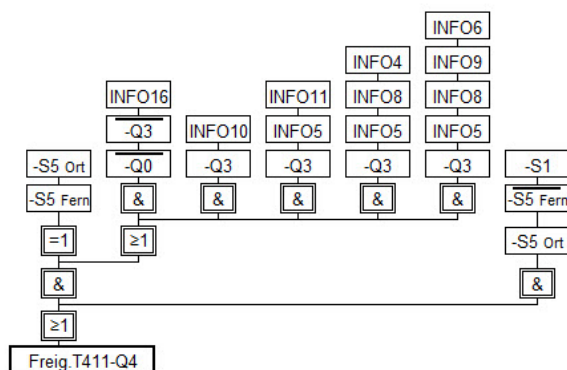 INFO6
INFO4 INFO9
INFO16 INFO11 INFO8 INFO8
-Q3 INFO10 INFO5 INFO5 INFO5
-S5 Ort -Q0 -Q3 -Q3 -Q3 -Q3 -S1
-S5 Fern & & & & & -S5 Fern
=1 ≥1 -S5 Ort
& &
≥1
Freig.T411-Q4